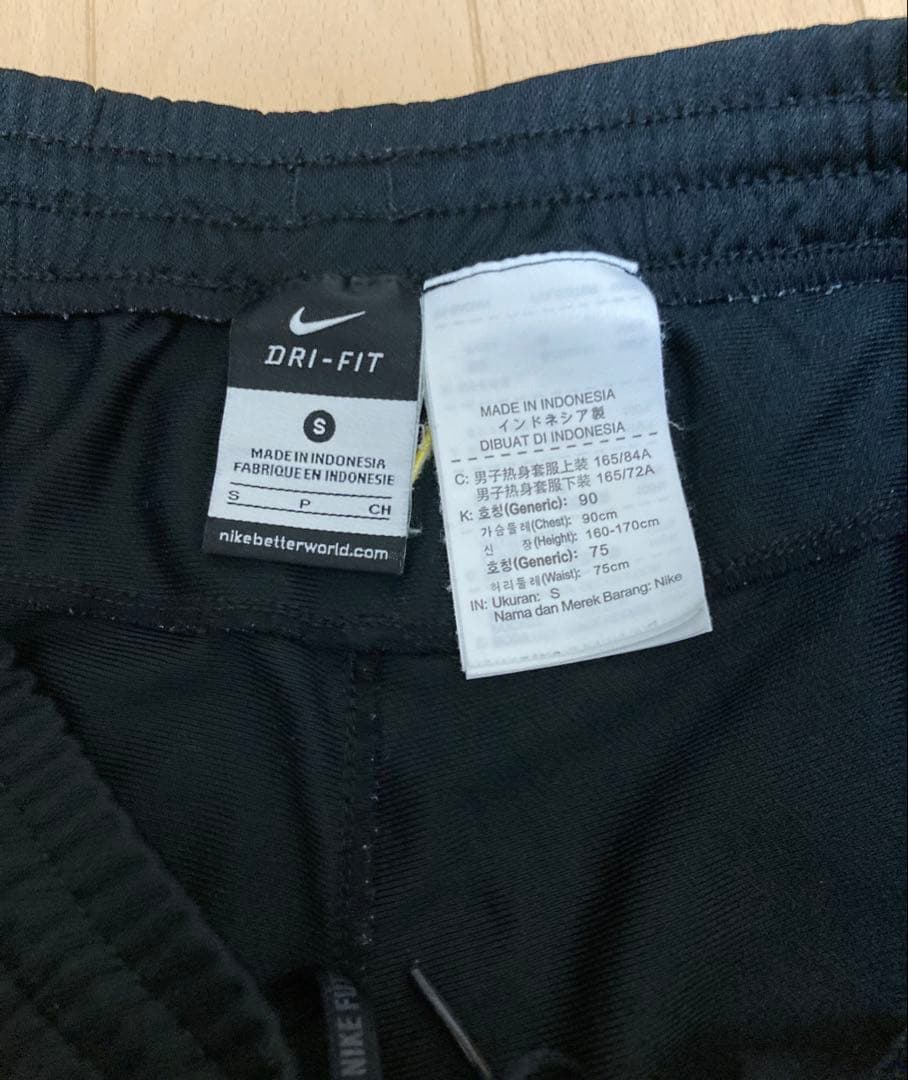 DRI-FIT
S
MADE IN INDONESIA
FABRIQUE EN INDONESIE
S P CH
nikebetterworld.com
MADE IN INDONESIA
インドネシア製
DIBUAT DI INDONESIA
C: 男子热身套服上装 165/84A
男子热身套服下装 165/72A
K: 호칭(Generic): 90
가슴둘레(Chest): 90cm
신 장(Height): 160-170cm
호칭(Generic): 75
허리둘레(Waist): 75cm
IN: Ukuran: S
Nama dan Merek Barang: Nike
NIKE